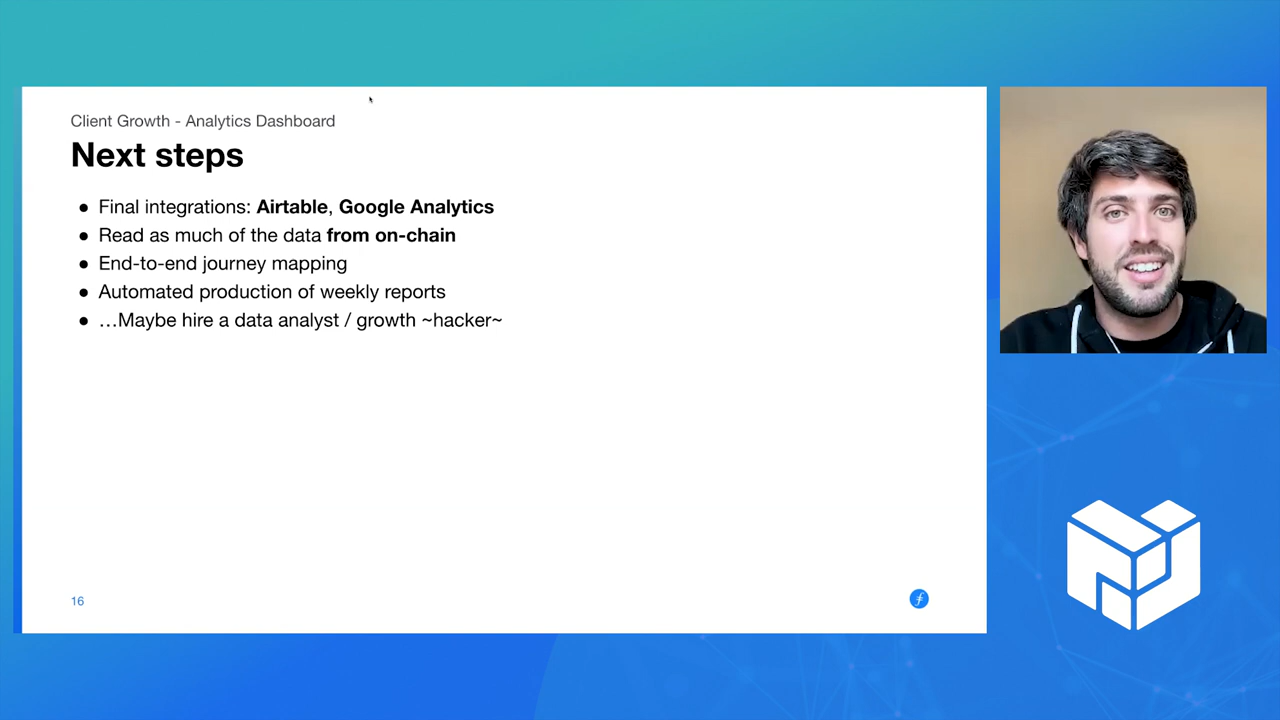 Client Growth - Analytics Dashboard
Next steps
● Final integrations: Airtable, Google Analytics
● Read as much of the data from on-chain
● End-to-end journey mapping
● Automated production of weekly reports
● …Maybe hire a data analyst / growth ~hacker~
16